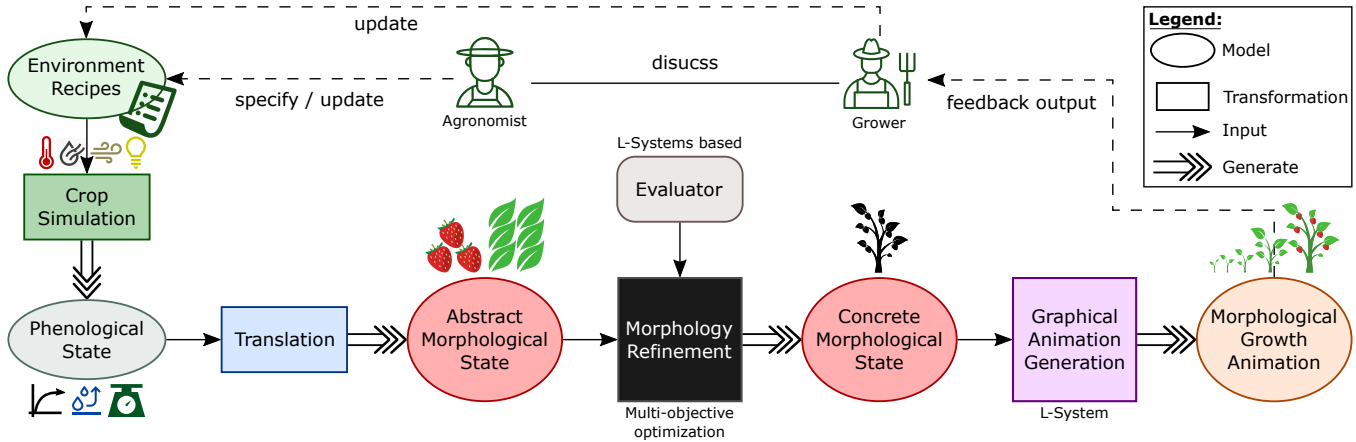 update
Environment
Recipes
specify / update
Agronomist
disucss
Grower
feedback output
Legend:
Model
Transformation
Input
Generate
L-Systems based
Evaluator
Crop
Simulation
Phenological
State
Translation
Abstract
Morphological
State
Morphology
Refinement
Multi-objective
optimization
Concrete
Morphological
State
Graphical
Animation
Generation
L-System
Morphological
Growth
Animation